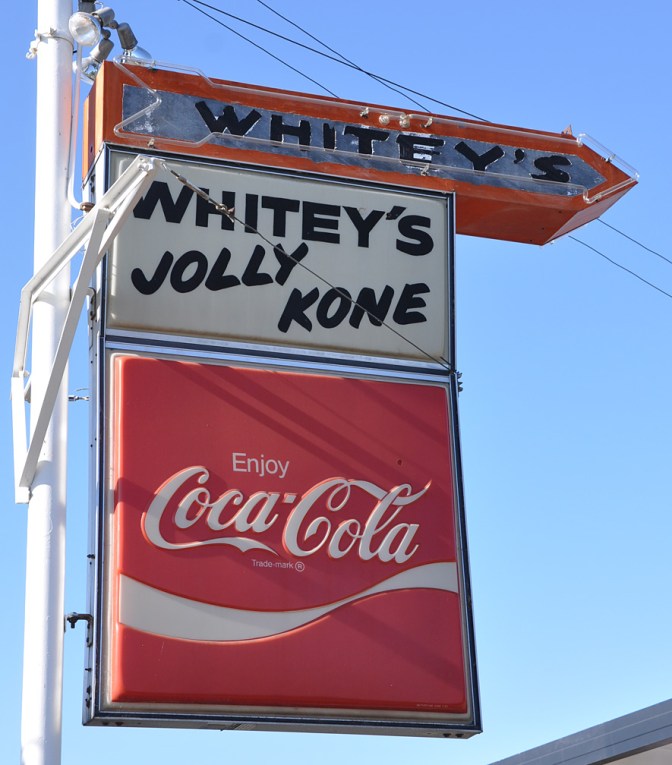 WHITEY'S
WHITEY'S
JOLLY
KONE
Enjoy
Coca-Cola
Trade-mark ®